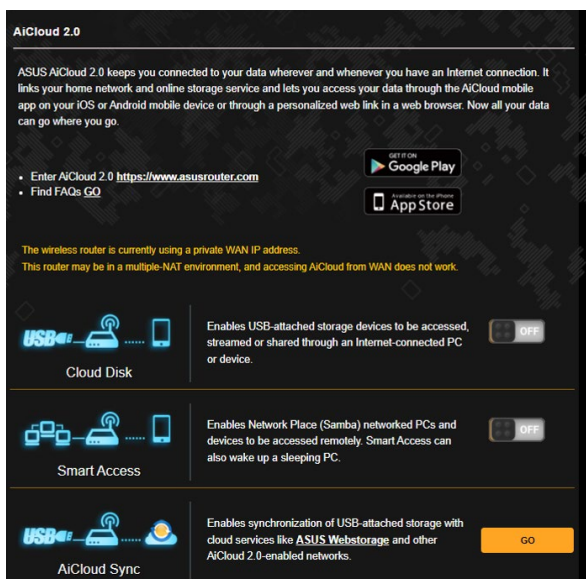 AiCloud 2.0
ASUS AiCloud 2.0 keeps you connected to your data wherever and whenever you have an Internet connection. It
links your home network and online storage service and lets you access your data through the AiCloud mobile
app on your iOS or Android mobile device or through a personalized web link in a web browser. Now all your data
can go where you go.
GET IT ON
Google Play
Enter AiCloud 2.0 https://www.asusrouter.com
Find FAQs GO
Available on the iPhone
App Store
The wireless router is currently using a private WAN IP address.
This router may be in a multiple-NAT environment, and accessing AiCloud from WAN does not work.
USB
Cloud Disk
Enables USB-attached storage devices to be accessed,
streamed or shared through an Internet-connected PC
or device.
OFF
Smart Access
Enables Network Place (Samba) networked PCs and
devices to be accessed remotely. Smart Access can
also wake up a sleeping PC.
OFF
USB
AiCloud Sync
Enables synchronization of USB-attached storage with
cloud services like ASUS Webstorage and other
AiCloud 2.0-enabled networks.
GO